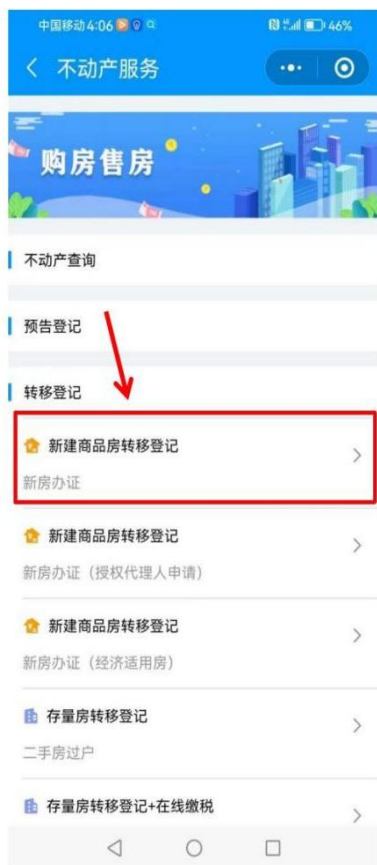 中国移动4:06 46%
不动产服务
购房售房
不动产查询
预告登记
转移登记
新建商品房转移登记
新房办证
新建商品房转移登记
新房办证（授权代理人申请）
新建商品房转移登记
新房办证（经济适用房）
存量房转移登记
二手房过户
存量房转移登记+在线缴税